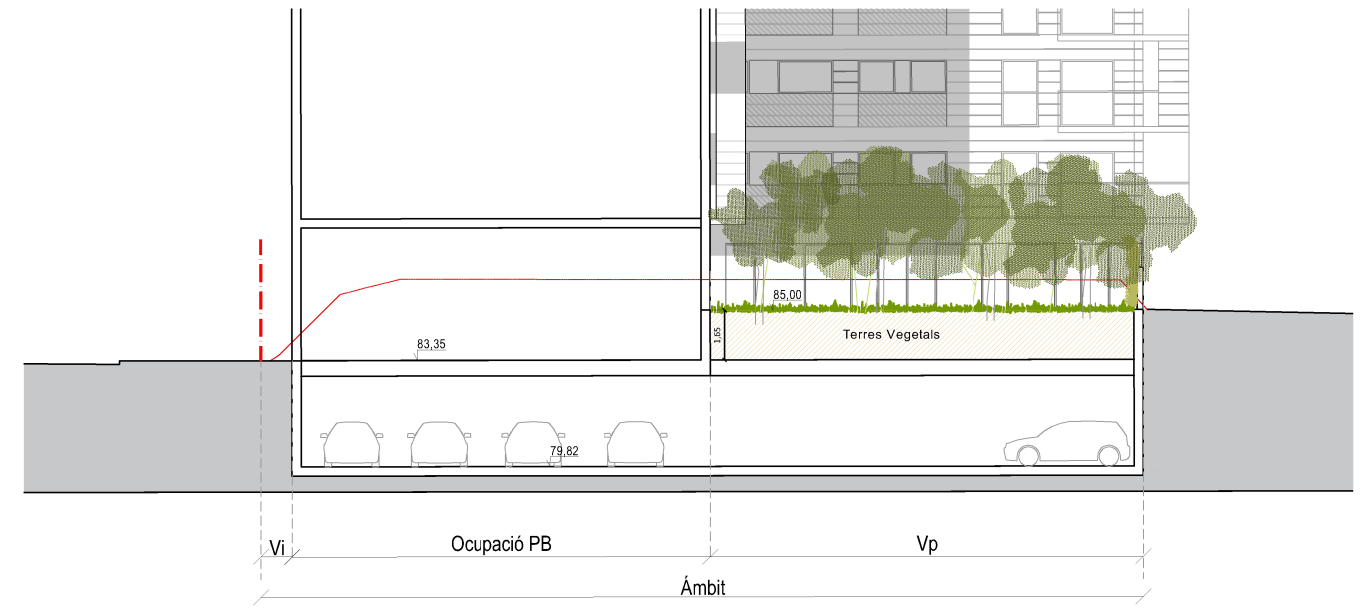 85,00
1,65
Terres Vegetals
83,35
79,82
Vi
Ocupació PB
Vp
Ámbit